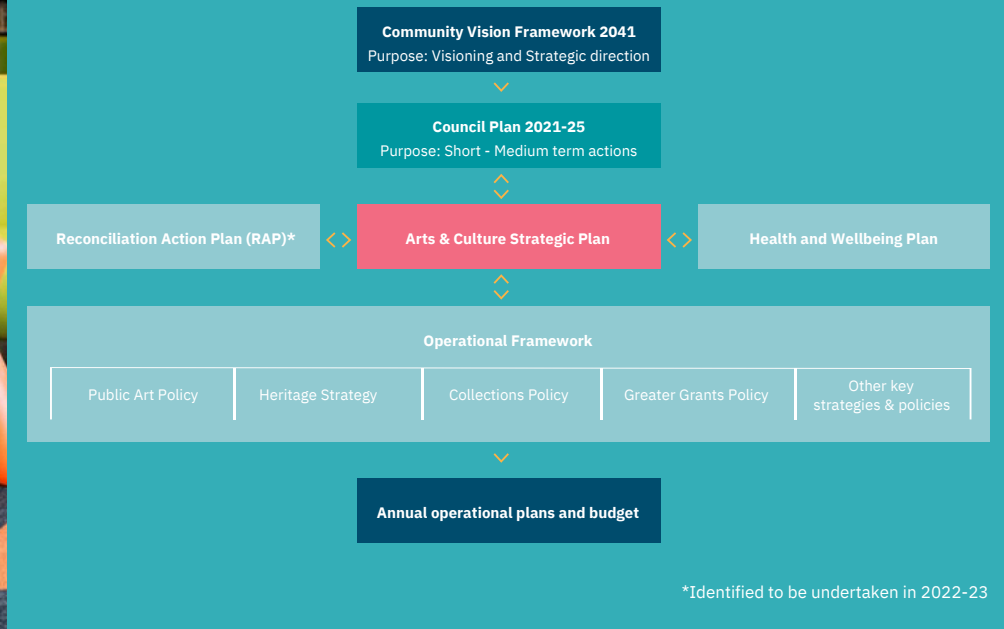 Community Vision Framework 2041
Purpose: Visioning and Strategic direction
Council Plan 2021-25
Purpose: Short - Medium term actions
Reconciliation Action Plan (RAP)*
Arts & Culture Strategic Plan
Health and Wellbeing Plan
Operational Framework
Public Art Policy
Heritage Strategy
Collections Policy
Greater Grants Policy
Other key
strategies & policies
Annual operational plans and budget
*Identified to be undertaken in 2022-23